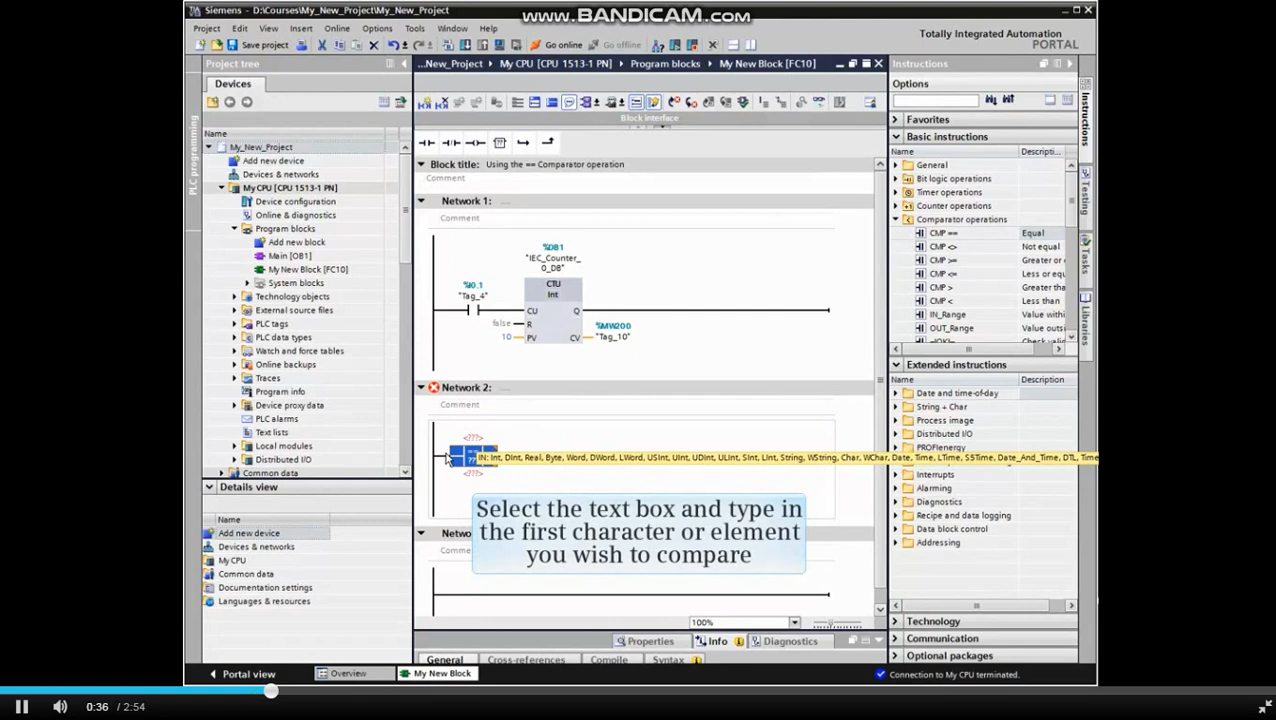 Siemens - D:\Courses\My_New_Project\My_New_Project
www.BANDICAM.com
Project Edit View Insert Online Options Tools Window Help
Totally Integrated Automation
PORTAL
Save project Go online Go offline
Project tree
...New_Project My CPU [CPU 1513-1 PN] Program blocks My New Block [FC10]
Instructions
Devices
Options
PLC programming
Block interface
Favorites
Name
Basic instructions
My_New_Project
Add new device
Devices & networks
My CPU [CPU 1513-1 PN]
Device configuration
Online & diagnostics
Program blocks
Add new block
Main [OB1]
My New Block [FC10]
System blocks
Technology objects
External source files
PLC tags
PLC data types
Watch and force tables
Online backups
Traces
Program info
Device proxy data
PLC alarms
Text lists
Local modules
Distributed I/O
Common data
Details view
Name
Add new device
Devices & networks
My CPU
Common data
Documentation settings
Languages & resources
Block title: Using the == Comparator operation
Comment
Network 1:
Comment
%DB1
"IEC_Counter_
0_DB"
CTU
Int
%I0.1
"Tag_4"
CU Q
false R
%MW200
10 PV CV "Tag_10"
Network 2:
Comment
<???>
==
??
IN: Int, DInt, Real, Byte, Word, DWord, LWord, USInt, UInt, UDInt, ULInt, SInt, LInt, String, WString, Char, WChar, Date, Time, LTime, S5Time, Date_And_Time, DTL, Time
<???>
Select the text box and type in
the first character or element
you wish to compare
Netwo
Comme
100%
Properties Info Diagnostics
General Cross-references Compile Syntax
Name Descripti...
General
Bit logic operations
Timer operations
Counter operations
Comparator operations
CMP == Equal
CMP <> Not equal
CMP >= Greater or e
CMP <= Less or equ
CMP > Greater that
CMP < Less than
IN_Range Value withi
OUT_Range Value outsi
Extended instructions
Name Description
Date and time-of-day
String + Char
Process image
Distributed I/O
PROFIenergy
Interrupts
Alarming
Diagnostics
Recipe and data logging
Data block control
Addressing
Technology
Communication
Optional packages
Instructions
Testing
Tasks
Libraries
Portal view Overview My New Block
Connection to My CPU terminated.
0:36 / 2:54